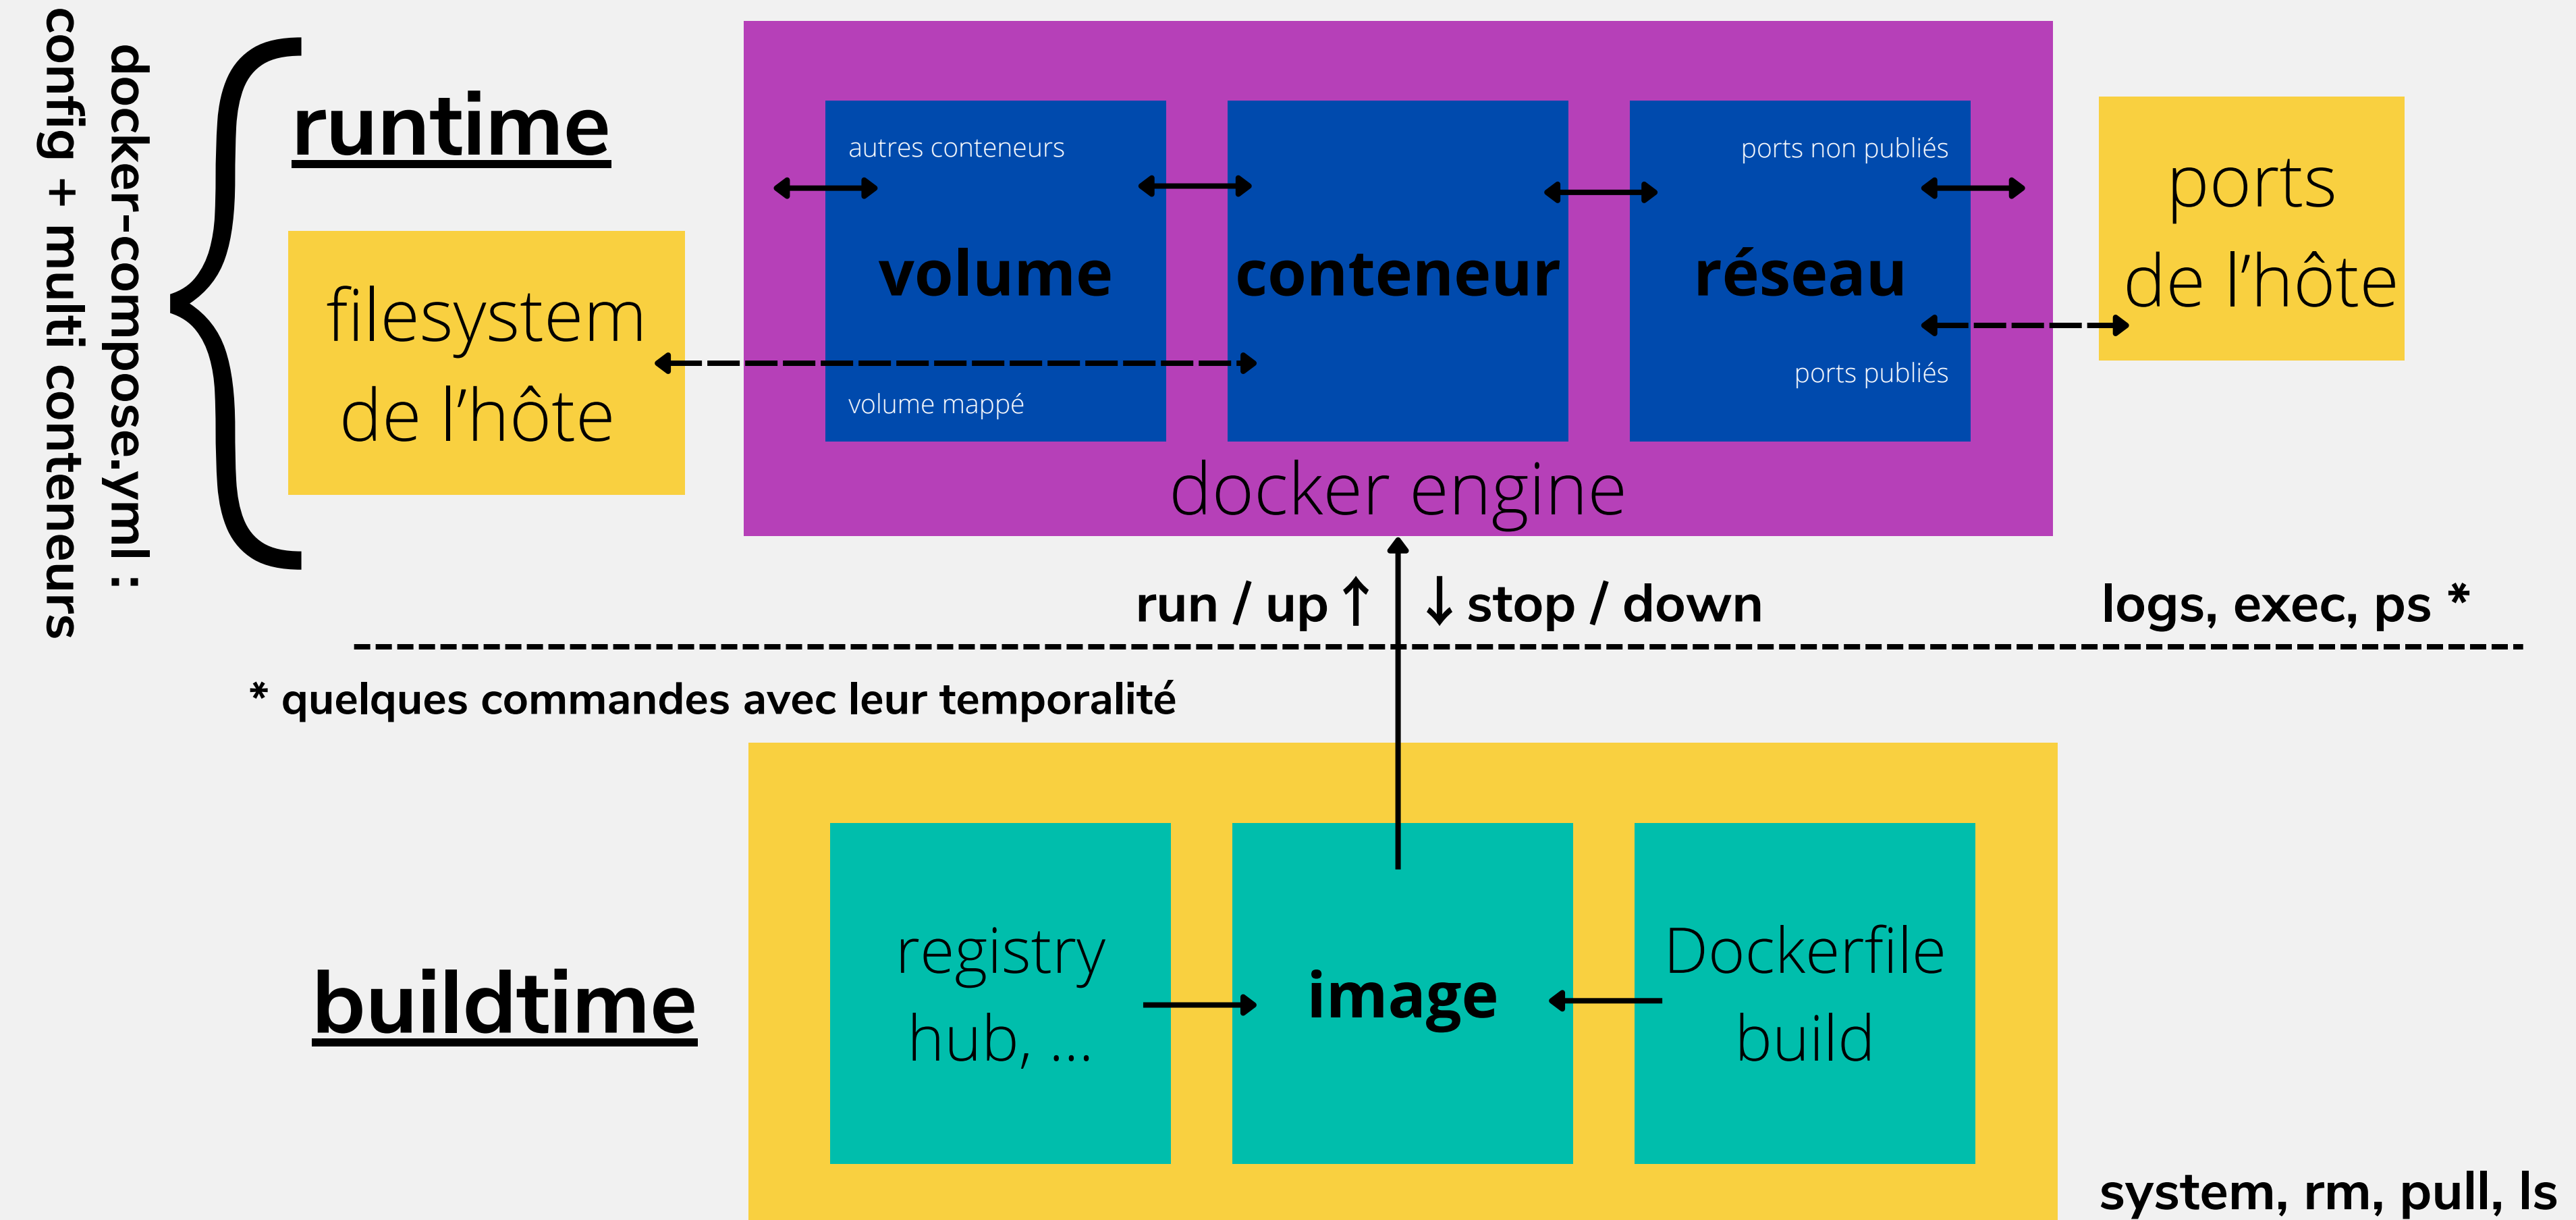 docker-compose.yml :
config + multi conteneurs
runtime
filesystem
de l'hôte
autres conteneurs
volume
volume mappé
conteneur
ports non publiés
réseau
ports publiés
docker engine
ports
de l'hôte
run / up ↑
↓ stop / down
logs, exec, ps *
* quelques commandes avec leur temporalité
buildtime
registry
hub, ...
image
Dockerfile
build
system, rm, pull, ls